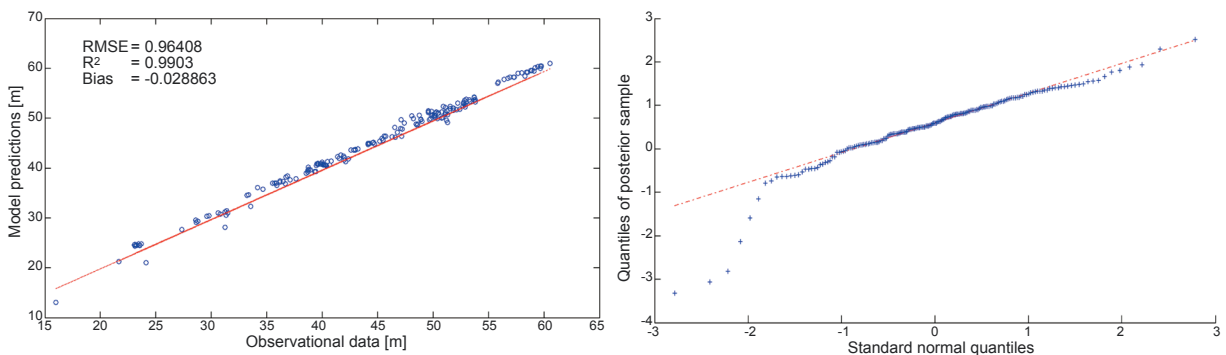 RMSE = 0.96408
R2 = 0.9903
Bias = -0.028863
Model predictions [m]
70
60
50
40
30
20
10
15 20 25 30 35 40 45 50 55 60 65
Observational data [m]
Quantiles of posterior sample
3
2
1
0
-1
-2
-3
-4
-3 -2 -1 0 1 2 3
Standard normal quantiles